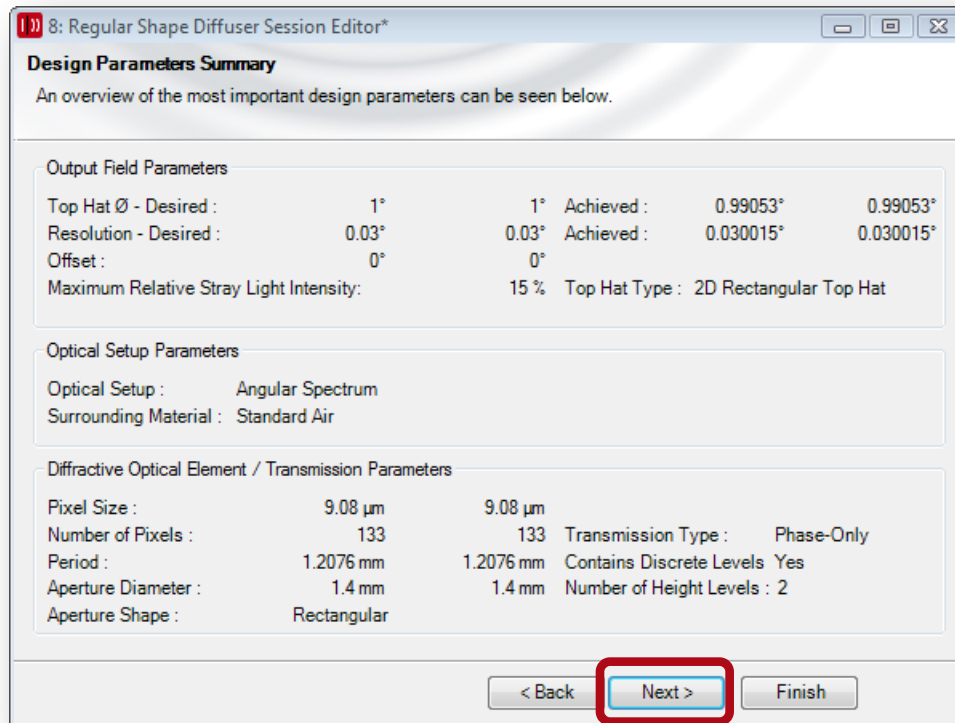 8: Regular Shape Diffuser Session Editor*
Design Parameters Summary
An overview of the most important design parameters can be seen below.
Output Field Parameters
Top Hat Ø - Desired : 1° 1° Achieved : 0.99053° 0.99053°
Resolution - Desired : 0.03° 0.03° Achieved : 0.030015° 0.030015°
Offset : 0° 0°
Maximum Relative Stray Light Intensity: 15 % Top Hat Type : 2D Rectangular Top Hat
Optical Setup Parameters
Optical Setup : Angular Spectrum
Surrounding Material : Standard Air
Diffractive Optical Element / Transmission Parameters
Pixel Size : 9.08 µm 9.08 µm
Number of Pixels : 133 133 Transmission Type : Phase-Only
Period : 1.2076 mm 1.2076 mm Contains Discrete Levels Yes
Aperture Diameter : 1.4 mm 1.4 mm Number of Height Levels : 2
Aperture Shape : Rectangular
< Back Next > Finish